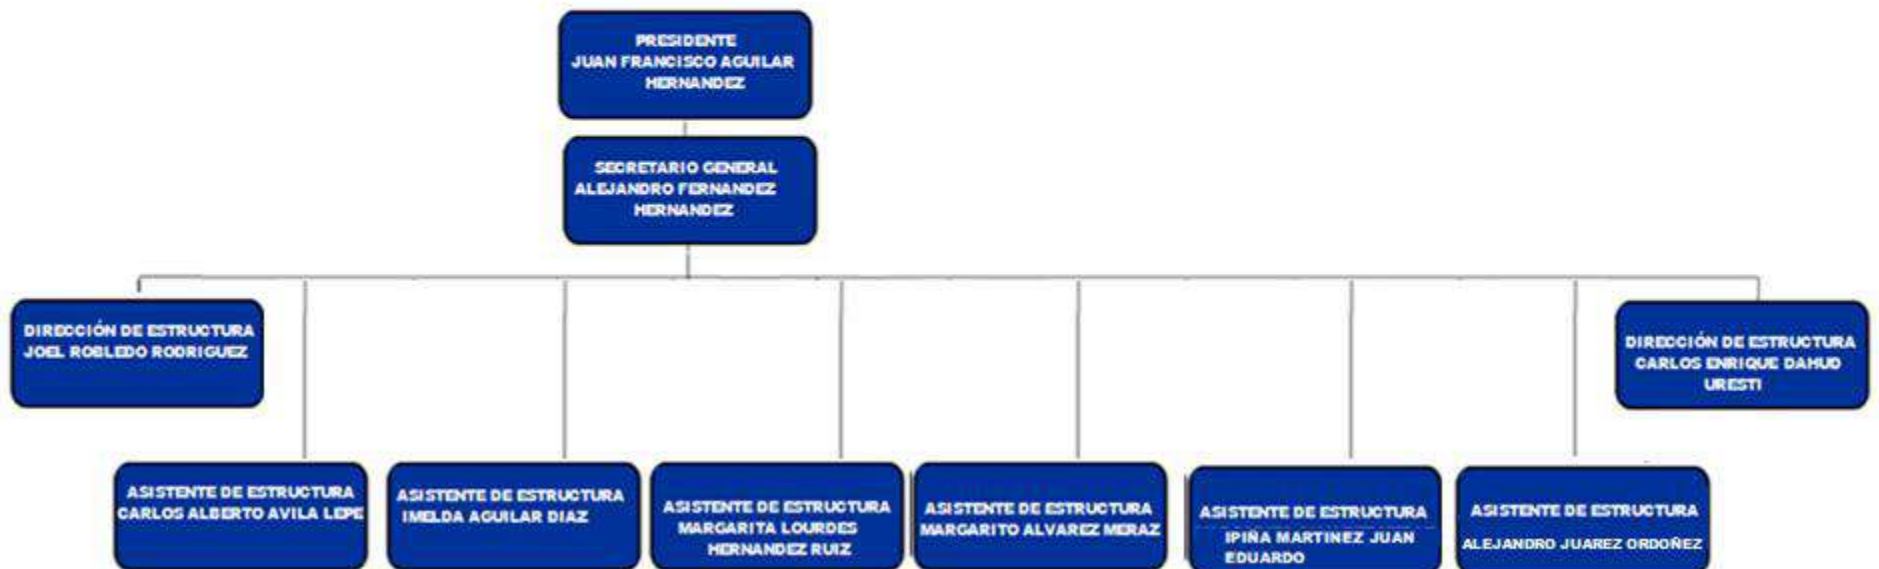 PRESIDENTE
JUAN FRANCISCO AGUILAR
HERNANDEZ
SECRETARIO GENERAL
ALEJANDRO FERNANDEZ
HERNANDEZ
DIRECCIÓN DE ESTRUCTURA
JOEL ROBLEDO RODRIGUEZ
DIRECCIÓN DE ESTRUCTURA
CARLOS ENRIQUE DAHUD
URESTI
ASISTENTE DE ESTRUCTURA
CARLOS ALBERTO AVILA LEPE
ASISTENTE DE ESTRUCTURA
IMELDA AGUILAR DIAZ
ASISTENTE DE ESTRUCTURA
MARGARITA LOURDES
HERNANDEZ RUIZ
ASISTENTE DE ESTRUCTURA
MARGARITO ALVAREZ MERAZ
ASISTENTE DE ESTRUCTURA
IPIÑA MARTINEZ JUAN
EDUARDO
ASISTENTE DE ESTRUCTURA
ALEJANDRO JUAREZ ORDOÑEZ